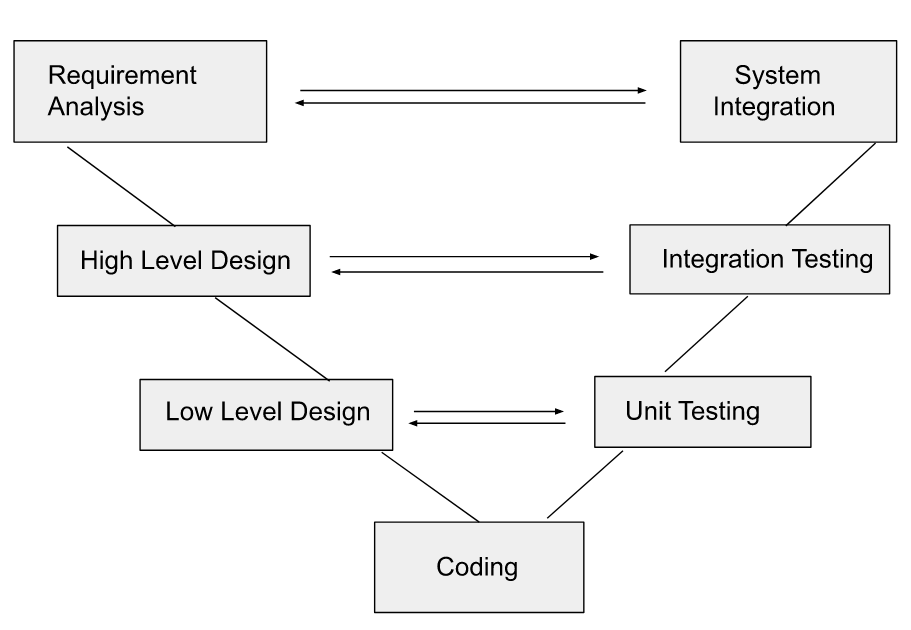 Requirement
Analysis
System
Integration
High Level Design
Integration Testing
Low Level Design
Unit Testing
Coding